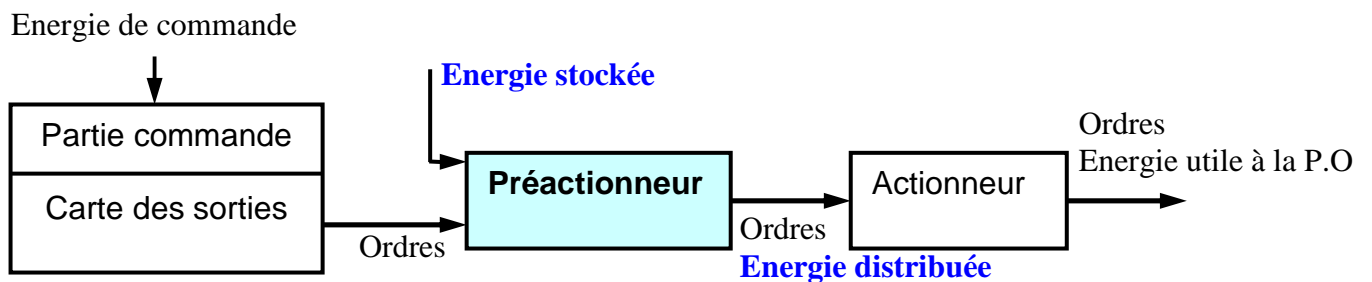 Energie de commande
Energie stockée
Partie commande
Carte des sorties
Ordres
Préactionneur
Ordres
Energie distribuée
Actionneur
Ordres
Energie utile à la P.O